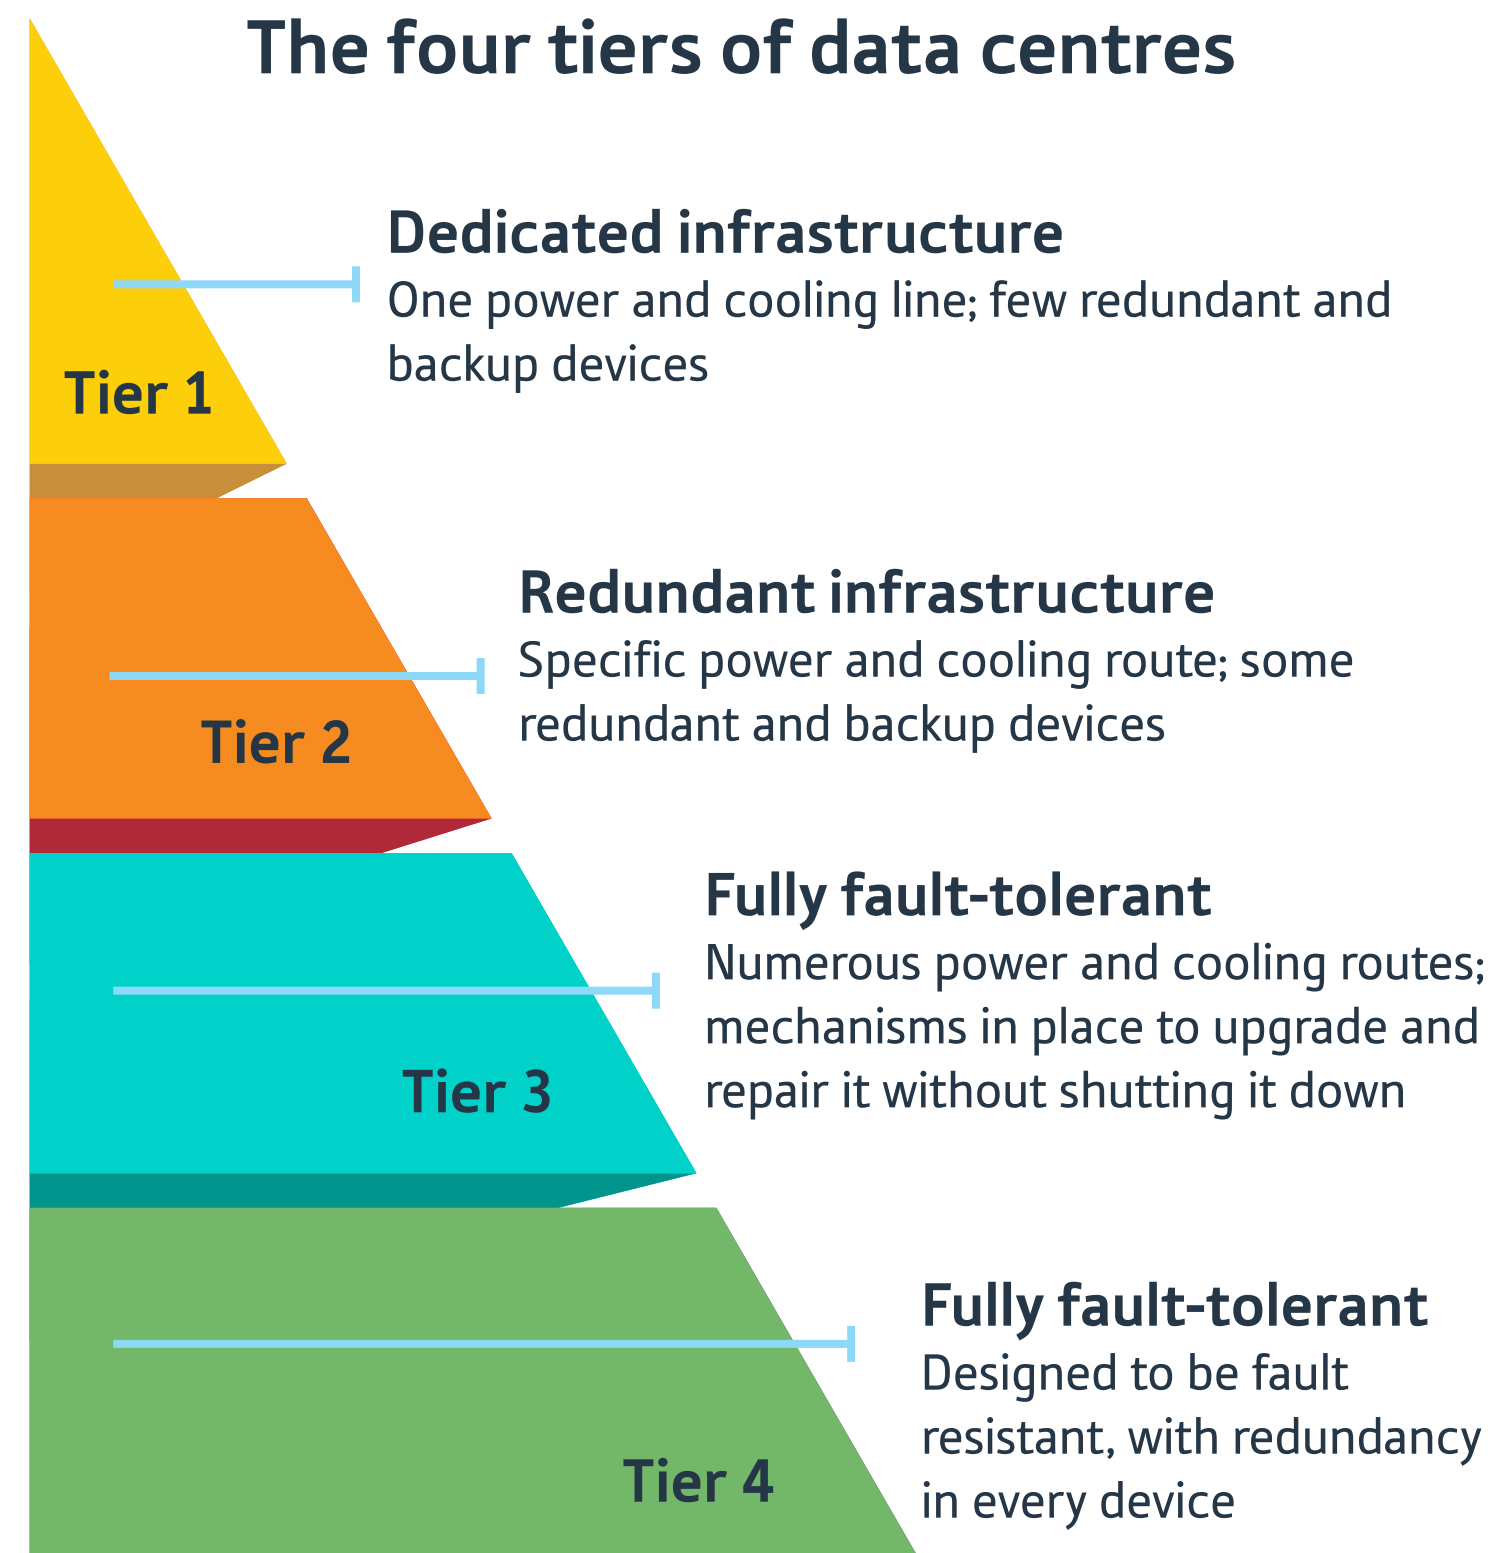 The four tiers of data centres
Dedicated infrastructure
One power and cooling line; few redundant and
backup devices
Tier 1
Redundant infrastructure
Specific power and cooling route; some
redundant and backup devices
Tier 2
Fully fault-tolerant
Numerous power and cooling routes;
mechanisms in place to upgrade and
repair it without shutting it down
Tier 3
Fully fault-tolerant
Designed to be fault
resistant, with redundancy
in every device
Tier 4